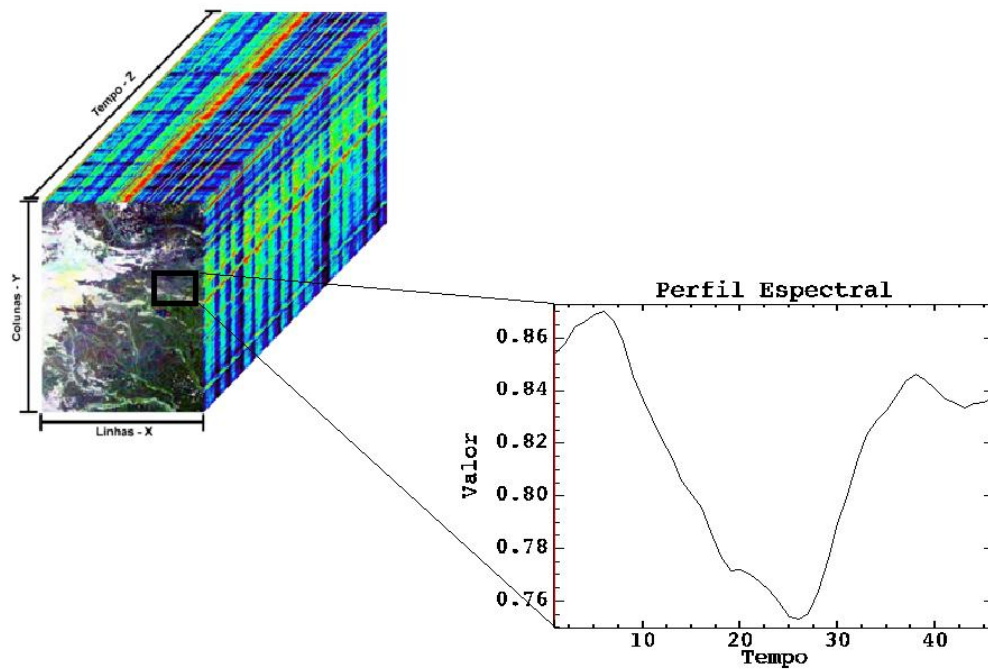 Tempo - Z
Colunas - Y
Linhas - X
Perfil Espectral
Valor
0.86
0.84
0.82
0.80
0.78
0.76
10 20 30 40
Tempo